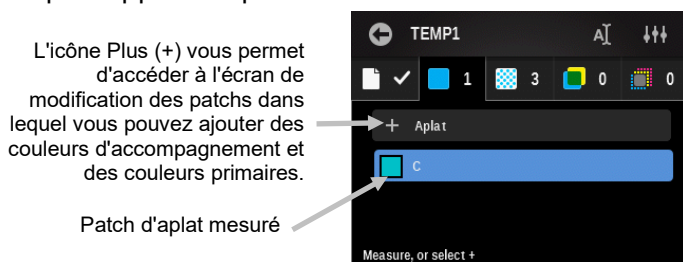 L'icône Plus (+) vous permet
d'accéder à l'écran de
modification des patchs dans
lequel vous pouvez ajouter des
couleurs d'accompagnement et
des couleurs primaires.
Patch d'aplat mesuré
TEMP1
1 3 0 0
+ Aplat
C
Measure, or select +